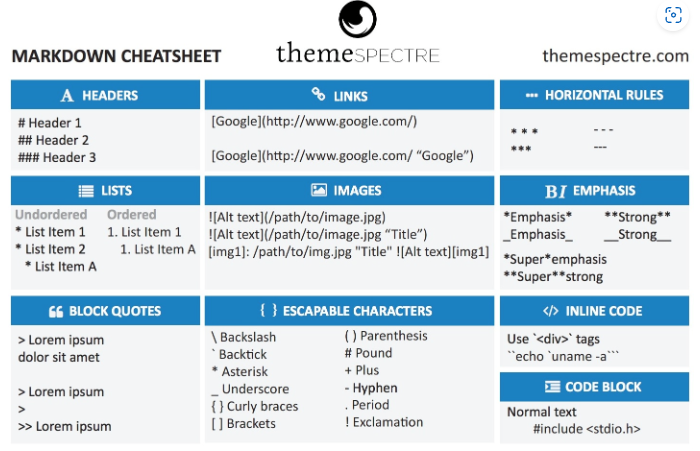 MARKDOWN CHEATSHEET
themeSPECTRE
themespectre.com
A HEADERS
# Header 1
## Header 2
### Header 3
LINKS
[Google](http://www.google.com/)
[Google](http://www.google.com/ “Google”)
HORIZONTAL RULES
* * * - - -
*** ---
LISTS
Undordered Ordered
* List Item 1 1. List Item 1
* List Item 2 1. List Item A
* List Item A
IMAGES
![Alt text](/path/to/image.jpg)
![Alt text](/path/to/image.jpg “Title”)
[img1]: /path/to/img.jpg "Title" ![Alt text][img1]
BI EMPHASIS
*Emphasis* **Strong**
_Emphasis_ __Strong__
*Super*emphasis
**Super**strong
BLOCK QUOTES
> Lorem ipsum
dolor sit amet
> Lorem ipsum
>
>> Lorem ipsum
{ } ESCAPABLE CHARACTERS
\ Backslash ( ) Parenthesis
` Backtick # Pound
* Asterisk + Plus
_ Underscore - Hyphen
{ } Curly braces . Period
[ ] Brackets ! Exclamation
</> INLINE CODE
Use `<div>` tags
``echo `uname -a```
CODE BLOCK
Normal text
#include <stdio.h>